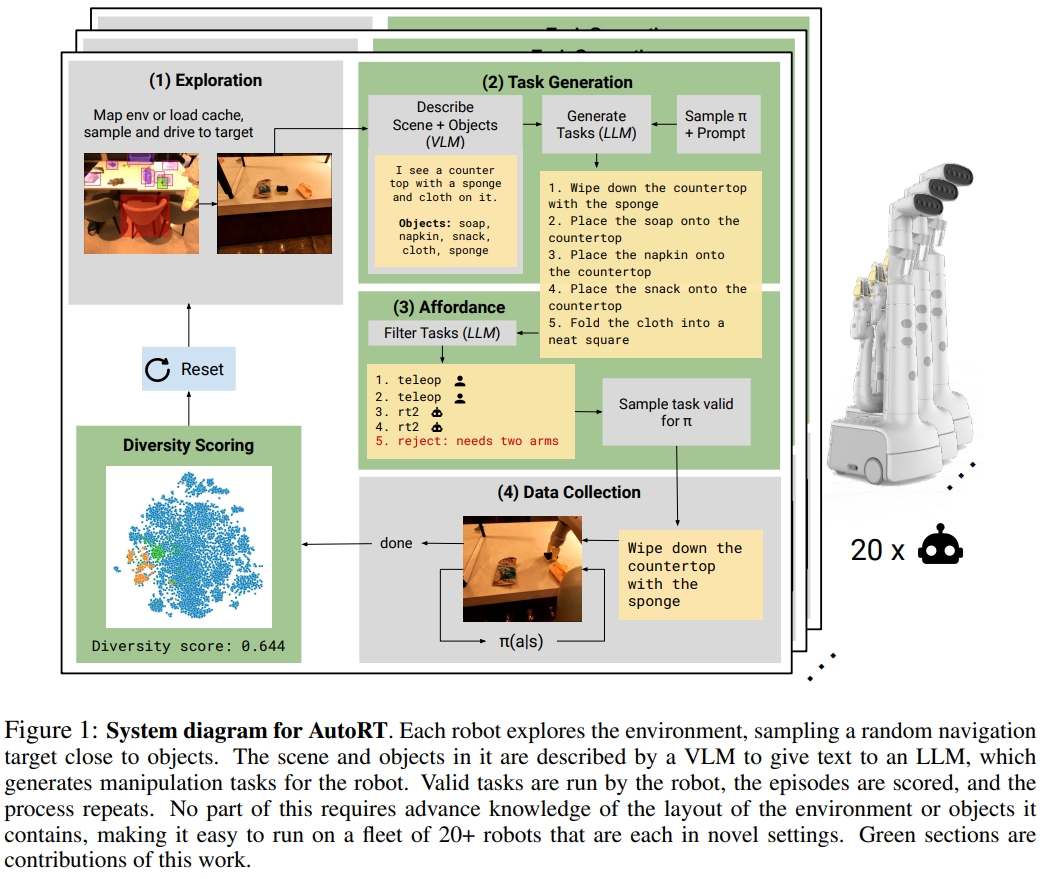 (1) Exploration
Map env or load cache,
sample and drive to target
(2) Task Generation
Describe
Scene + Objects
(VLM)
I see a counter
top with a sponge
and cloth on it.
Objects: soap,
napkin, snack,
cloth, sponge
Generate
Tasks (LLM)
Sample π
+ Prompt
1. Wipe down the countertop
with the sponge
2. Place the soap onto the
countertop
3. Place the napkin onto
the countertop
4. Place the snack onto the
countertop
5. Fold the cloth into a
neat square
(3) Affordance
Filter Tasks (LLM)
1. teleop
2. teleop
3. rt2
4. rt2
5. reject: needs two arms
Sample task valid
for π
(4) Data Collection
Wipe down the
countertop
with the
sponge
π(a|s)
done
Diversity Scoring
Diversity score: 0.644
Reset
20 x
Figure 1: System diagram for AutoRT. Each robot explores the environment, sampling a random navigation
target close to objects. The scene and objects in it are described by a VLM to give text to an LLM, which
generates manipulation tasks for the robot. Valid tasks are run by the robot, the episodes are scored, and the
process repeats. No part of this requires advance knowledge of the layout of the environment or objects it
contains, making it easy to run on a fleet of 20+ robots that are each in novel settings. Green sections are
contributions of this work.